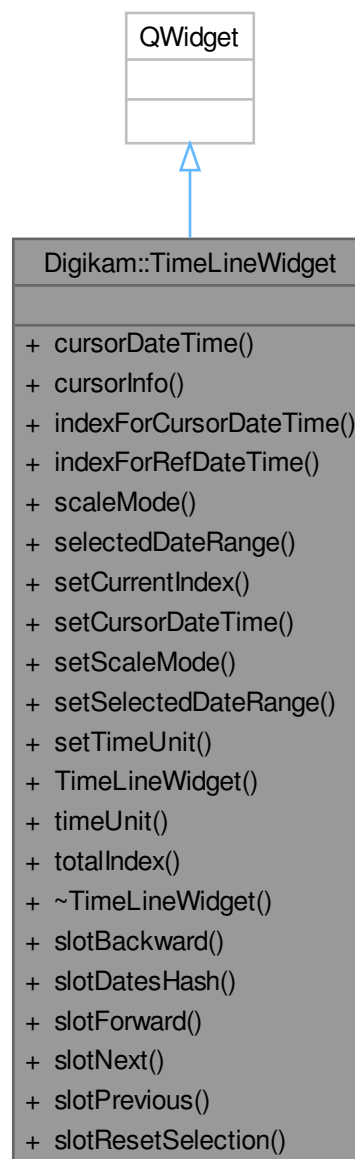 QWidget
Digikam::TimeLineWidget
+ cursorDateTime()
+ cursorInfo()
+ indexForCursorDateTime()
+ indexForRefDateTime()
+ scaleMode()
+ selectedDateRange()
+ setCurrentIndex()
+ setCursorDateTime()
+ setScaleMode()
+ setSelectedDateRange()
+ setTimeUnit()
+ TimeLineWidget()
+ timeUnit()
+ totalIndex()
+ ~TimeLineWidget()
+ slotBackward()
+ slotDatesHash()
+ slotForward()
+ slotNext()
+ slotPrevious()
+ slotResetSelection()